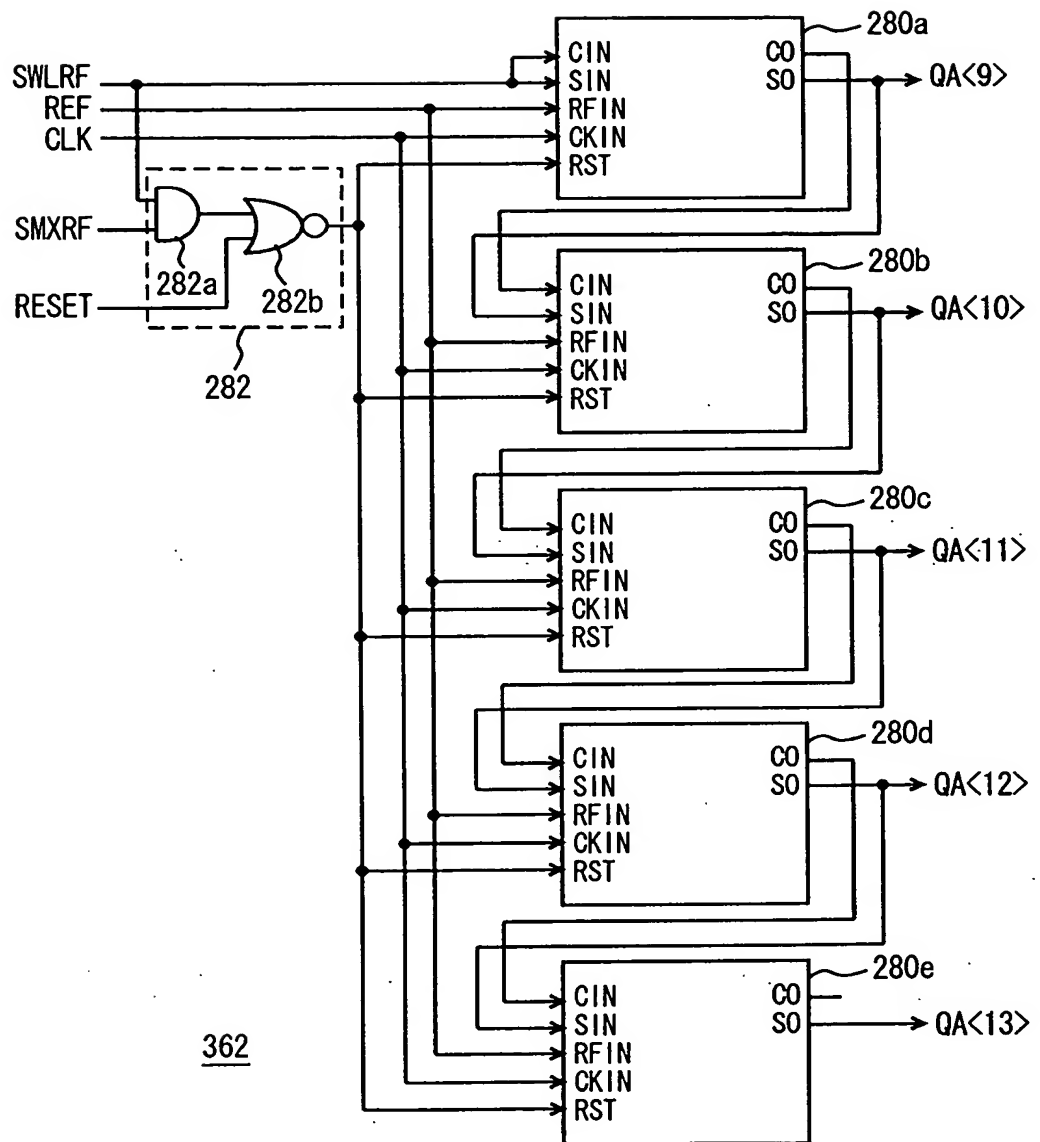 280a
CIN
SIN
RFIN
CKIN
RST
CO
SO
QA<9>
SWLRF
REF
CLK
SMXRF
RESET
282a
282b
282
280b
CIN
SIN
RFIN
CKIN
RST
CO
SO
QA<10>
280c
CIN
SIN
RFIN
CKIN
RST
CO
SO
QA<11>
280d
CIN
SIN
RFIN
CKIN
RST
CO
SO
QA<12>
280e
CIN
SIN
RFIN
CKIN
RST
CO
SO
QA<13>
362